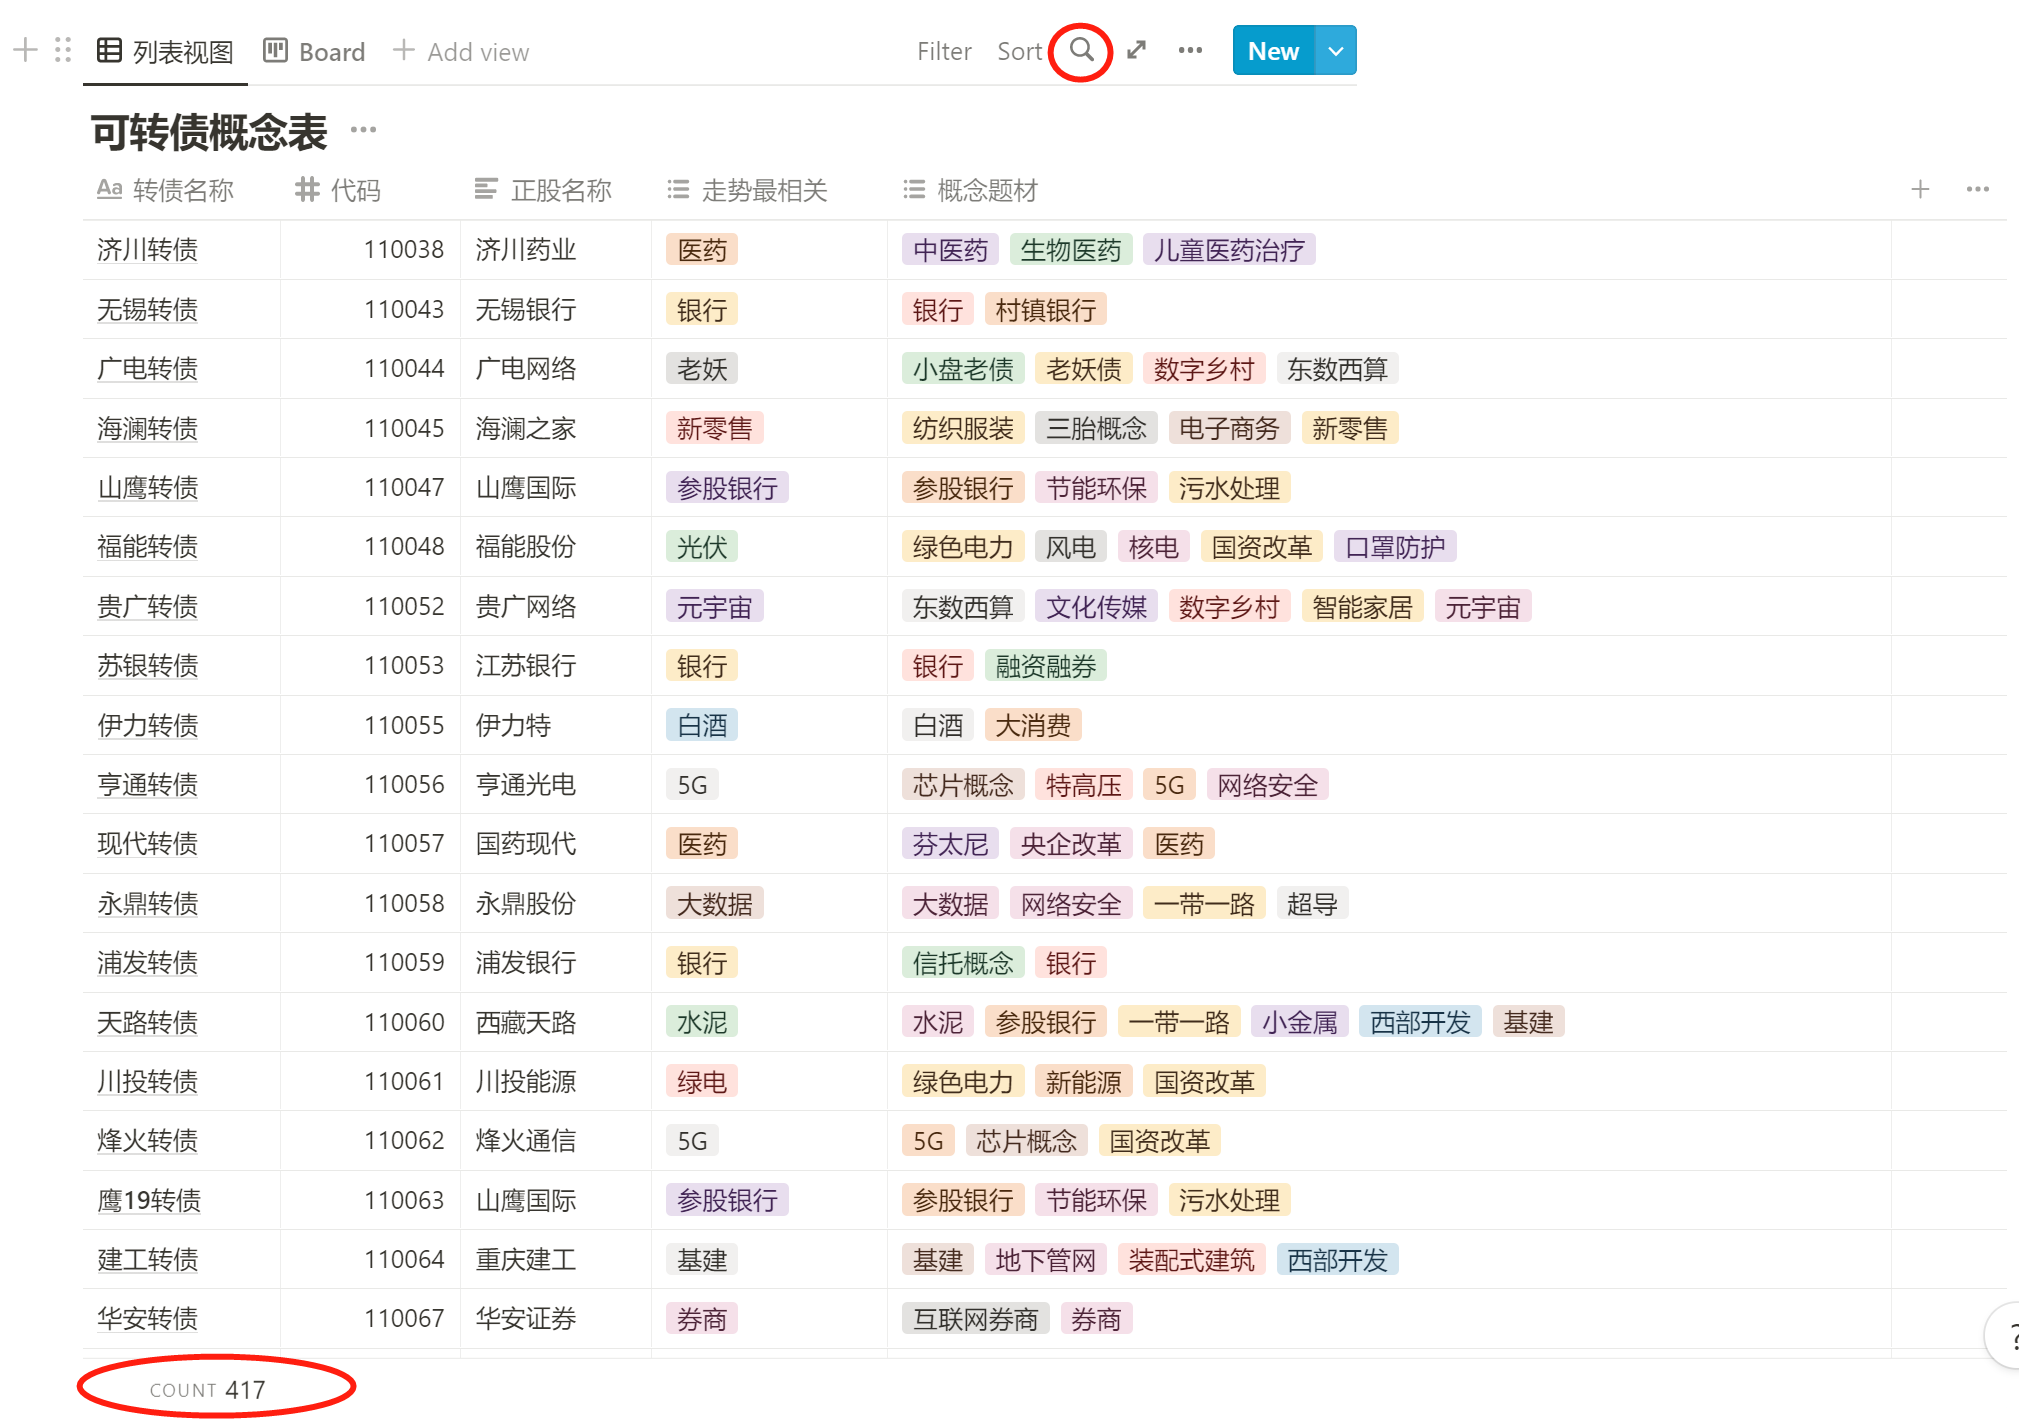 列表视图 Board Add view Filter Sort New
可转债概念表
Aa 转债名称 代码 正股名称 走势最相关 概念题材
济川转债 110038 济川药业 医药 中医药 生物医药 儿童医药治疗
无锡转债 110043 无锡银行 银行 银行 村镇银行
广电转债 110044 广电网络 老妖 小盘老债 老妖债 数字乡村 东数西算
海澜转债 110045 海澜之家 新零售 纺织服装 三胎概念 电子商务 新零售
山鹰转债 110047 山鹰国际 参股银行 参股银行 节能环保 污水处理
福能转债 110048 福能股份 光伏 绿色电力 风电 核电 国资改革 口罩防护
贵广转债 110052 贵广网络 元宇宙 东数西算 文化传媒 数字乡村 智能家居 元宇宙
苏银转债 110053 江苏银行 银行 银行 融资融券
伊力转债 110055 伊力特 白酒 白酒 大消费
亨通转债 110056 亨通光电 5G 芯片概念 特高压 5G 网络安全
现代转债 110057 国药现代 医药 芬太尼 央企改革 医药
永鼎转债 110058 永鼎股份 大数据 大数据 网络安全 一带一路 超导
浦发转债 110059 浦发银行 银行 信托概念 银行
天路转债 110060 西藏天路 水泥 水泥 参股银行 一带一路 小金属 西部开发 基建
川投转债 110061 川投能源 绿电 绿色电力 新能源 国资改革
烽火转债 110062 烽火通信 5G 5G 芯片概念 国资改革
鹰19转债 110063 山鹰国际 参股银行 参股银行 节能环保 污水处理
建工转债 110064 重庆建工 基建 基建 地下管网 装配式建筑 西部开发
华安转债 110067 华安证券 券商 互联网券商 券商
?
COUNT 417